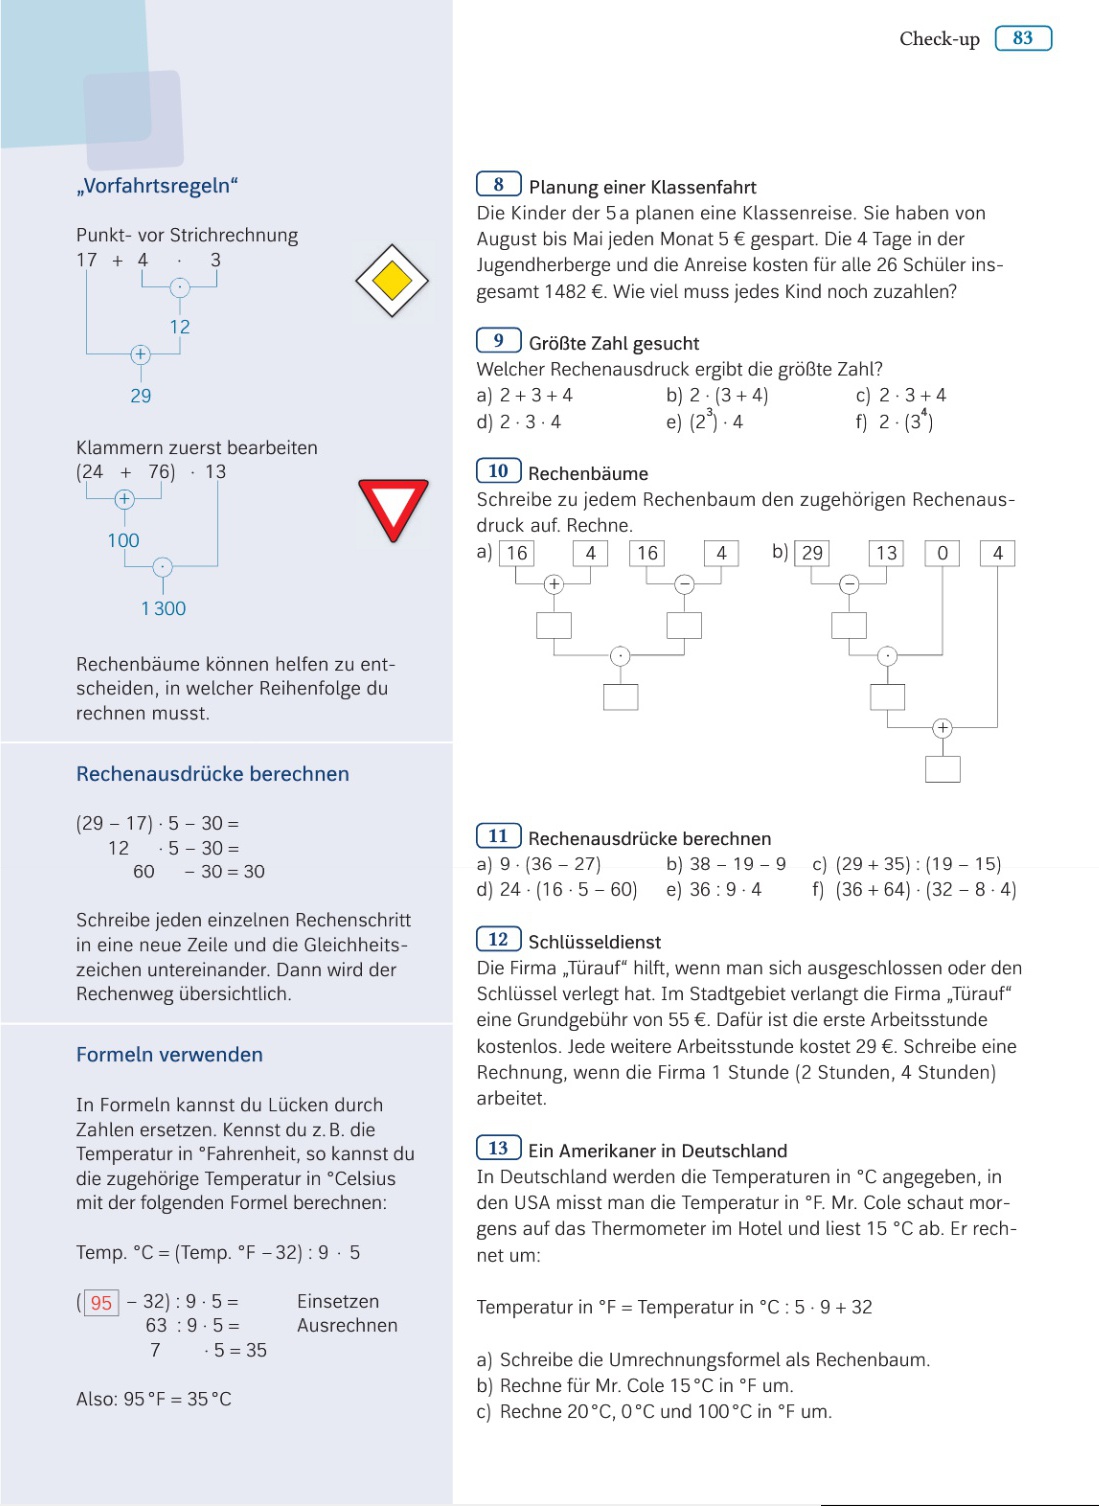 Check-up 83
„Vorfahrtsregeln“
Punkt- vor Strichrechnung
17 + 4 · 3
·
12
+
29
Klammern zuerst bearbeiten
(24 + 76) · 13
+
100
·
1 300
Rechenbäume können helfen zu ent-
scheiden, in welcher Reihenfolge du
rechnen musst.
Rechenausdrücke berechnen
(29 – 17) · 5 – 30 =
12 · 5 – 30 =
60 – 30 = 30
Schreibe jeden einzelnen Rechenschritt
in eine neue Zeile und die Gleichheits-
zeichen untereinander. Dann wird der
Rechenweg übersichtlich.
Formeln verwenden
In Formeln kannst du Lücken durch
Zahlen ersetzen. Kennst du z. B. die
Temperatur in °Fahrenheit, so kannst du
die zugehörige Temperatur in °Celsius
mit der folgenden Formel berechnen:
Temp. °C = (Temp. °F – 32) : 9 · 5
(95 – 32) : 9 · 5 = Einsetzen
63 : 9 · 5 = Ausrechnen
7 · 5 = 35
Also: 95 °F = 35 °C
8 Planung einer Klassenfahrt
Die Kinder der 5 a planen eine Klassenreise. Sie haben von
August bis Mai jeden Monat 5 € gespart. Die 4 Tage in der
Jugendherberge und die Anreise kosten für alle 26 Schüler ins-
gesamt 1482 €. Wie viel muss jedes Kind noch zuzahlen?
9 Größte Zahl gesucht
Welcher Rechenausdruck ergibt die größte Zahl?
a) 2 + 3 + 4 b) 2 · (3 + 4) c) 2 · 3 + 4
d) 2 · 3 · 4 e) (2³) · 4 f) 2 · (3⁴)
10 Rechenbäume
Schreibe zu jedem Rechenbaum den zugehörigen Rechenaus-
druck auf. Rechne.
a) 16 4 16 4 b) 29 13 0 4
+ – –
· ·
+
11 Rechenausdrücke berechnen
a) 9 · (36 – 27) b) 38 – 19 – 9 c) (29 + 35) : (19 – 15)
d) 24 · (16 · 5 – 60) e) 36 : 9 · 4 f) (36 + 64) · (32 – 8 · 4)
12 Schlüsseldienst
Die Firma „Türauf“ hilft, wenn man sich ausgeschlossen oder den
Schlüssel verlegt hat. Im Stadtgebiet verlangt die Firma „Türauf“
eine Grundgebühr von 55 €. Dafür ist die erste Arbeitsstunde
kostenlos. Jede weitere Arbeitsstunde kostet 29 €. Schreibe eine
Rechnung, wenn die Firma 1 Stunde (2 Stunden, 4 Stunden)
arbeitet.
13 Ein Amerikaner in Deutschland
In Deutschland werden die Temperaturen in °C angegeben, in
den USA misst man die Temperatur in °F. Mr. Cole schaut mor-
gens auf das Thermometer im Hotel und liest 15 °C ab. Er rech-
net um:
Temperatur in °F = Temperatur in °C : 5 · 9 + 32
a) Schreibe die Umrechnungsformel als Rechenbaum.
b) Rechne für Mr. Cole 15 °C in °F um.
c) Rechne 20 °C, 0 °C und 100 °C in °F um.